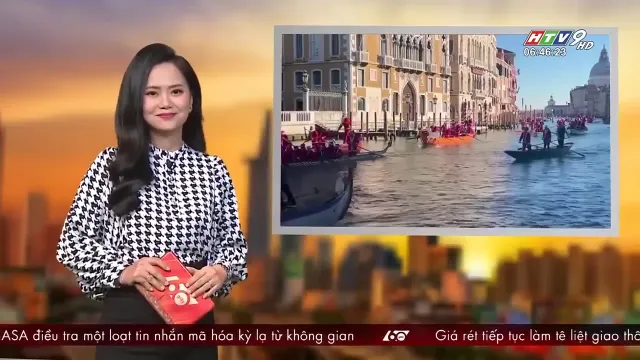 HTV9 HD
06:46:23
ASA điều tra một loạt tin nhắn mã hóa kỳ lạ từ không gian 60 Giá rét tiếp tục làm tê liệt giao thô